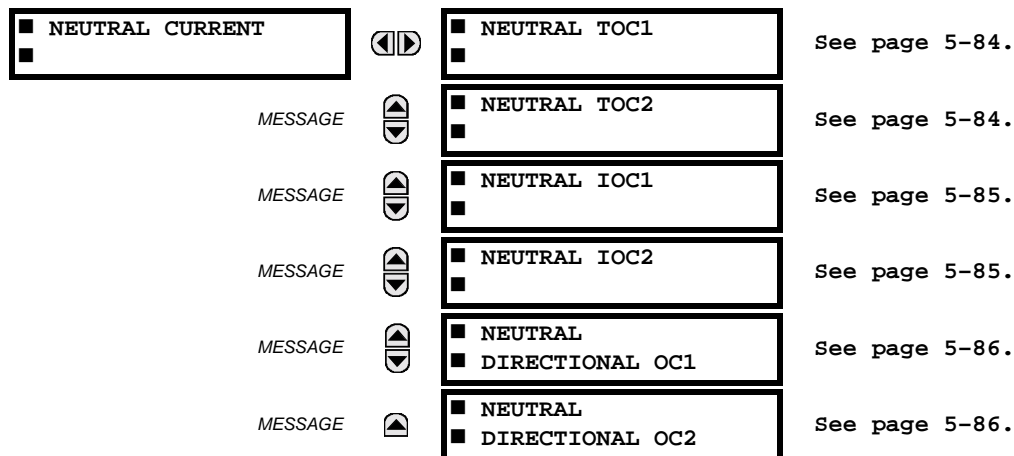 ■ NEUTRAL CURRENT
■
■ NEUTRAL TOC1
■
See page 5-84.
MESSAGE
■ NEUTRAL TOC2
■
See page 5-84.
MESSAGE
■ NEUTRAL IOC1
■
See page 5-85.
MESSAGE
■ NEUTRAL IOC2
■
See page 5-85.
MESSAGE
■ NEUTRAL
■ DIRECTIONAL OC1
See page 5-86.
MESSAGE
■ NEUTRAL
■ DIRECTIONAL OC2
See page 5-86.